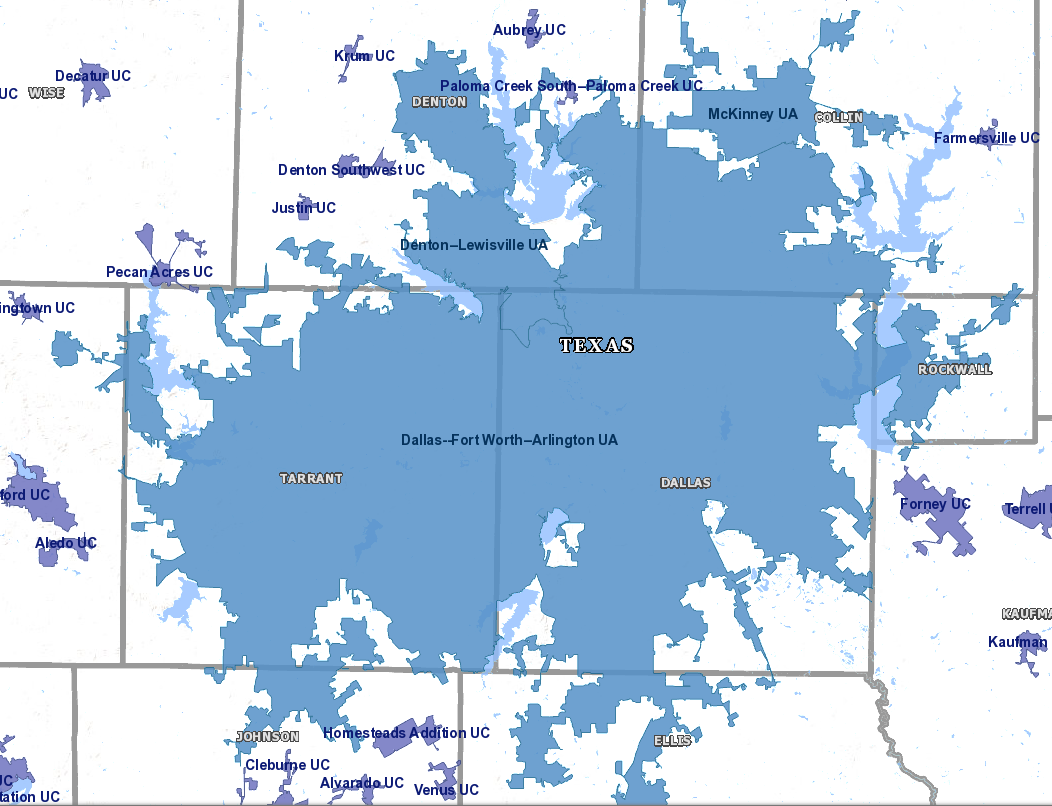 Aubrey UC
Krum UC
Decatur UC
UC
WISE
Paloma Creek South--Paloma Creek UC
DENTON
McKinney UA
COLLIN
Farmersville UC
Denton Southwest UC
Justin UC
Denton--Lewisville UA
Pecan Acres UC
ingtown UC
TEXAS
ROCKWALL
Dallas--Fort Worth--Arlington UA
TARRANT
DALLAS
ford UC
Forney UC
Terrell U
Aledo UC
KAUFMA
Kaufman
JOHNSON
Homesteads Addition UC
ELLIS
Cleburne UC
Alvarado UC
Venus UC
UC
tation UC